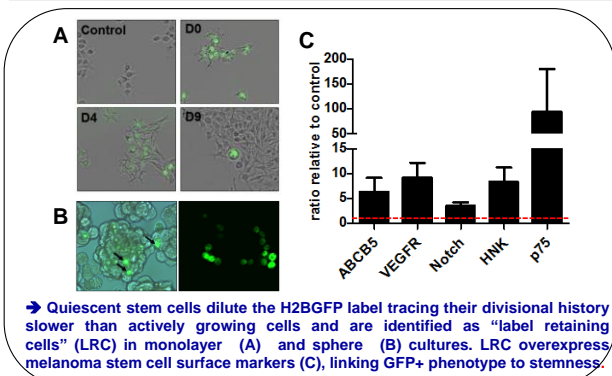 A
Control
D0
D4
D9
B
C
ratio relative to control
200
150
100
50
15
10
5
0
ABCB5
VEGFR
Notch
HNK
p75
➔ Quiescent stem cells dilute the H2BGFP label tracing their divisional history
slower than actively growing cells and are identified as “label retaining
cells” (LRC) in monolayer (A) and sphere (B) cultures. LRC overexpress
melanoma stem cell surface markers (C), linking GFP+ phenotype to stemness.